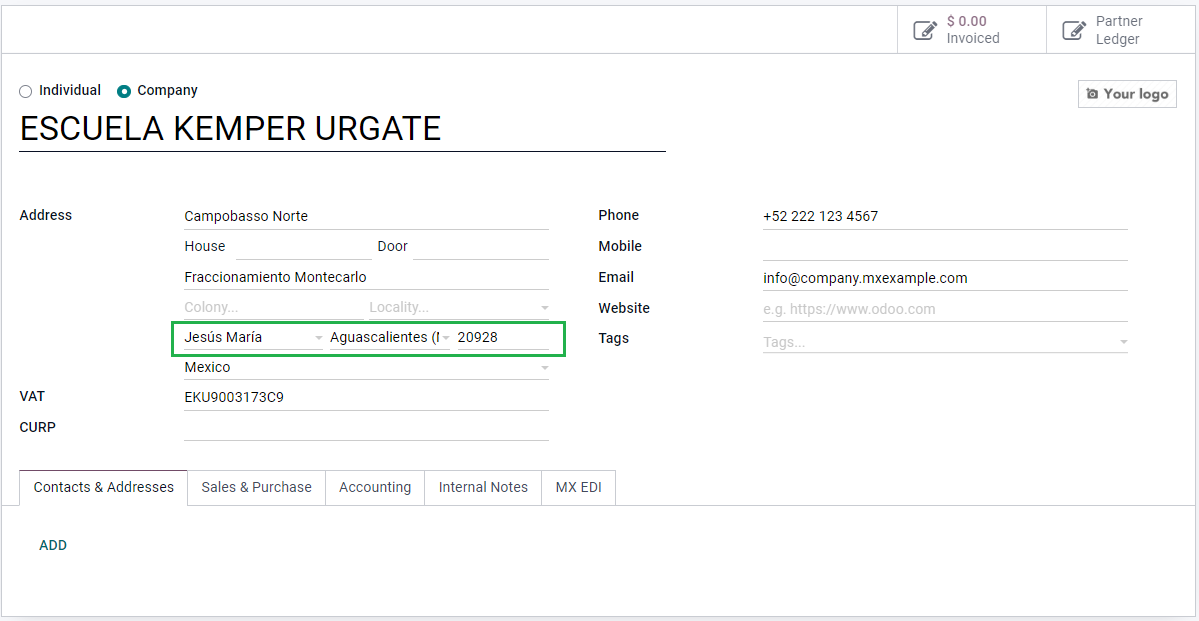 $ 0.00
Invoiced
Partner
Ledger
Individual Company
Your logo
ESCUELA KEMPER URGATE
Address Campobasso Norte
House Door
Fraccionamiento Montecarlo
Colony... Locality...
Jesús María Aguascalientes (M 20928
Mexico
VAT EKU9003173C9
CURP
Phone +52 222 123 4567
Mobile
Email info@company.mxexample.com
Website e.g. https://www.odoo.com
Tags Tags...
Contacts & Addresses Sales & Purchase Accounting Internal Notes MX EDI
ADD